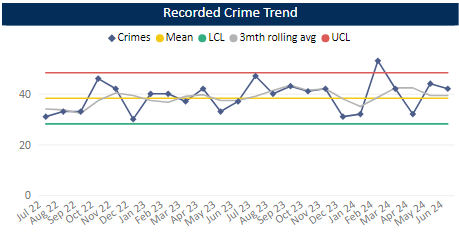 Recorded Crime Trend
Crimes Mean LCL 3mth rolling avg UCL
40
20
0
Jul 22 Aug 22 Sep 22 Oct 22 Nov 22 Dec 22 Jan 23 Feb 23 Mar 23 Apr 23 May 23 Jun 23 Jul 23 Aug 23 Sep 23 Oct 23 Nov 23 Dec 23 Jan 24 Feb 24 Mar 24 Apr 24 May 24 Jun 24